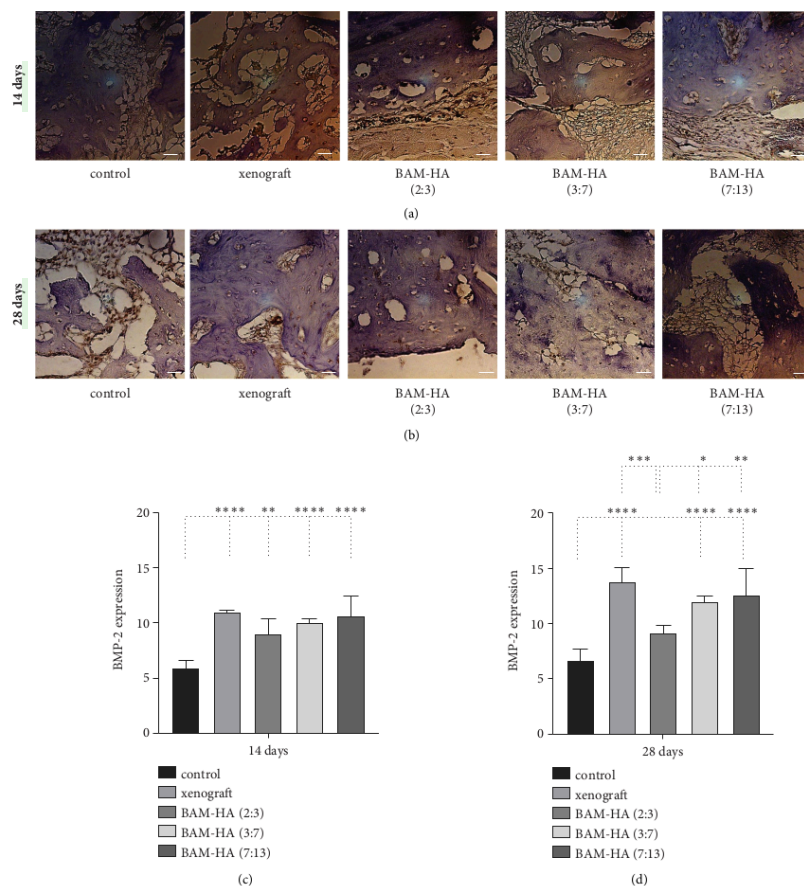 14 days
control
xenograft
BAM-HA
(2:3)
BAM-HA
(3:7)
BAM-HA
(7:13)
(a)
28 days
control
xenograft
BAM-HA
(2:3)
BAM-HA
(3:7)
BAM-HA
(7:13)
(b)
BMP-2 expression
20
15
10
5
0
**** ** **** ****
14 days
control
xenograft
BAM-HA (2:3)
BAM-HA (3:7)
BAM-HA (7:13)
(c)
BMP-2 expression
*** * **
20
15
10
5
0
**** **** ****
28 days
control
xenograft
BAM-HA (2:3)
BAM-HA (3:7)
BAM-HA (7:13)
(d)